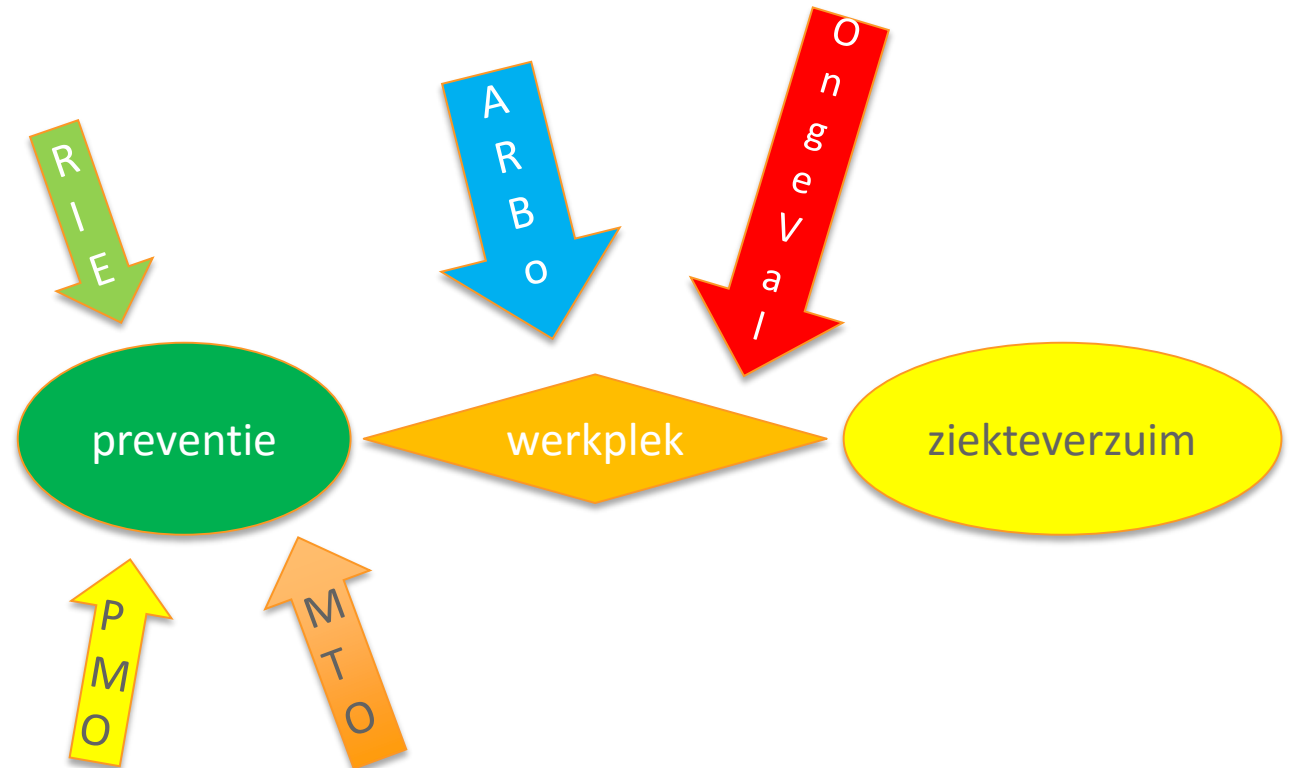 RIE
ARBo
OngeVal
preventie
werkplek
ziekteverzuim
PMO
MTO